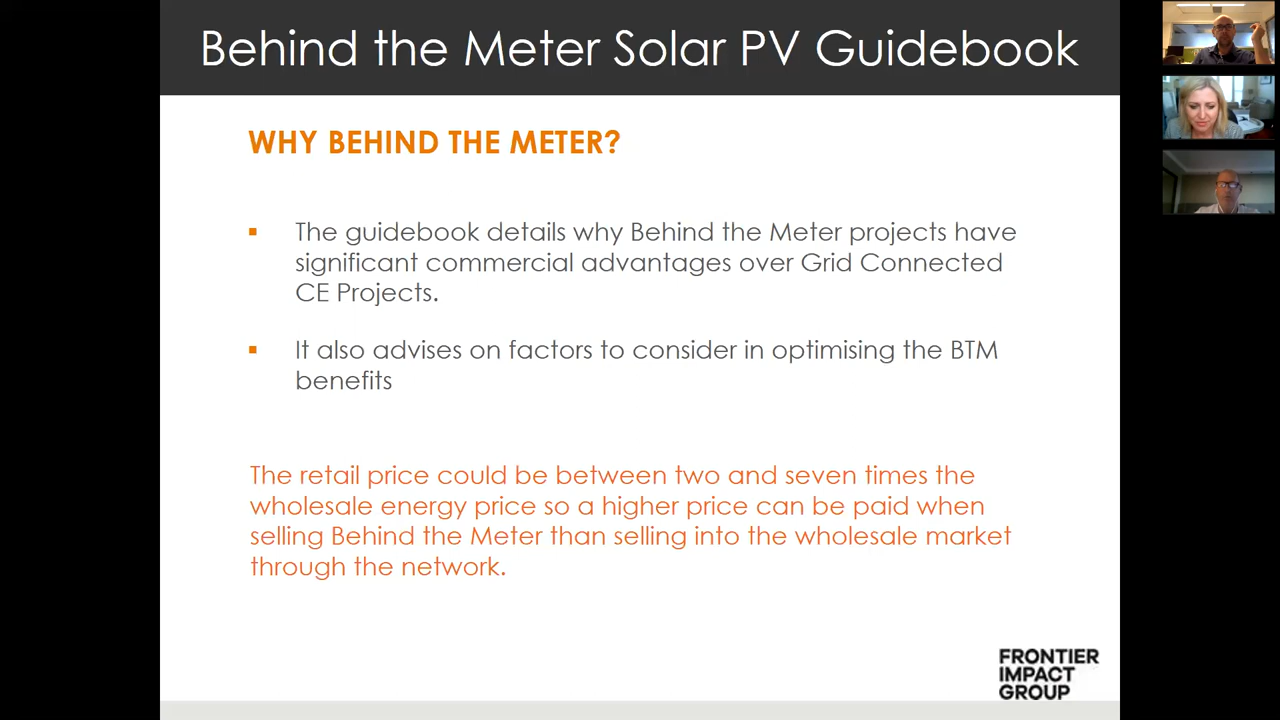 Behind the Meter Solar PV Guidebook
WHY BEHIND THE METER?
▪ The guidebook details why Behind the Meter projects have
significant commercial advantages over Grid Connected
CE Projects.
▪ It also advises on factors to consider in optimising the BTM
benefits
The retail price could be between two and seven times the
wholesale energy price so a higher price can be paid when
selling Behind the Meter than selling into the wholesale market
through the network.
FRONTIER
IMPACT
GROUP